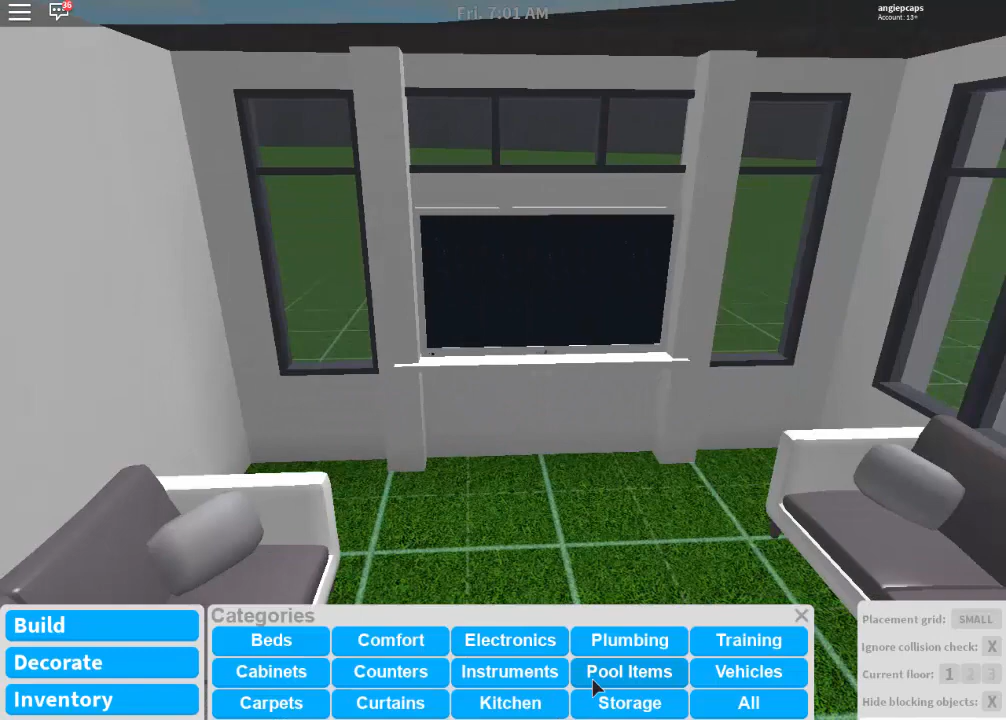 36
Fri. 7:01 AM
angiepcaps
Account: 13+
Build
Decorate
Inventory
Categories
X
Beds Comfort Electronics Plumbing Training
Cabinets Counters Instruments Pool Items Vehicles
Carpets Curtains Kitchen Storage All
Placement grid: SMALL
Ignore collision check: X
Current floor: 1 2 3
Hide blocking objects: X